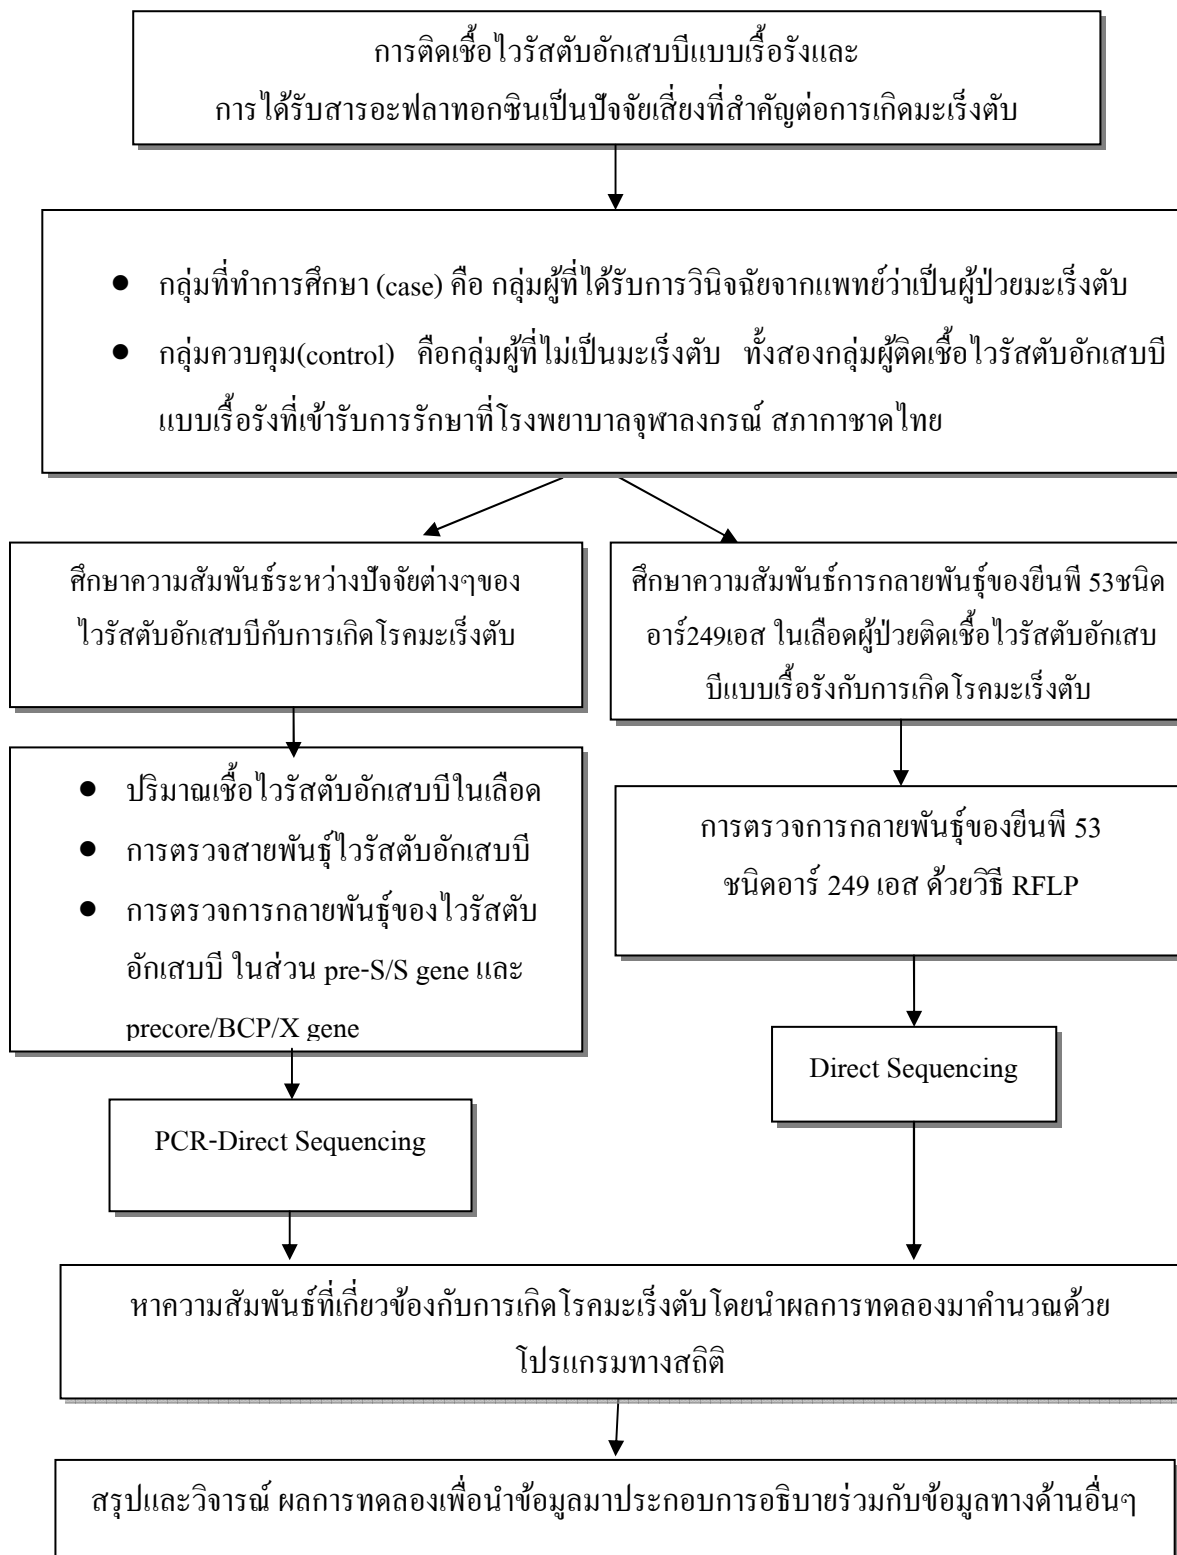 การติดเชื้อไวรัสตับอักเสบบีแบบเรื้อรังและ
การได้รับสารอะฟลาทอกซินเป็นปัจจัยเสี่ยงที่สำคัญต่อการเกิดมะเร็งตับ
● กลุ่มที่ทำการศึกษา (case) คือ กลุ่มผู้ที่ได้รับการวินิจฉัยจากแพทย์ว่าเป็นผู้ป่วยมะเร็งตับ
● กลุ่มควบคุม(control) คือกลุ่มผู้ที่ไม่เป็นมะเร็งตับ ทั้งสองกลุ่มผู้ติดเชื้อไวรัสตับอักเสบบี
แบบเรื้อรังที่เข้ารับการรักษาที่โรงพยาบาลจุฬาลงกรณ์ สภากาชาดไทย
ศึกษาความสัมพันธ์ระหว่างปัจจัยต่างๆของ
ไวรัสตับอักเสบบีกับการเกิดโรคมะเร็งตับ
ศึกษาความสัมพันธ์การกลายพันธุ์ของยีนพี 53ชนิด
อาร์249เอส ในเลือดผู้ป่วยติดเชื้อไวรัสตับอักเสบ
บีแบบเรื้อรังกับการเกิดโรคมะเร็งตับ
● ปริมาณเชื้อไวรัสตับอักเสบบีในเลือด
● การตรวจสายพันธุ์ไวรัสตับอักเสบบี
● การตรวจการกลายพันธุ์ของไวรัสตับ
อักเสบบี ในส่วน pre-S/S gene และ
precore/BCP/X gene
การตรวจการกลายพันธุ์ของยีนพี 53
ชนิดอาร์ 249 เอส ด้วยวิธี RFLP
PCR-Direct Sequencing
Direct Sequencing
หาความสัมพันธ์ที่เกี่ยวข้องกับการเกิดโรคมะเร็งตับโดยนำผลการทดลองมาคำนวณด้วย
โปรแกรมทางสถิติ
สรุปและวิจารณ์ ผลการทดลองเพื่อนำข้อมูลมาประกอบการอธิบายร่วมกับข้อมูลทางด้านอื่นๆ